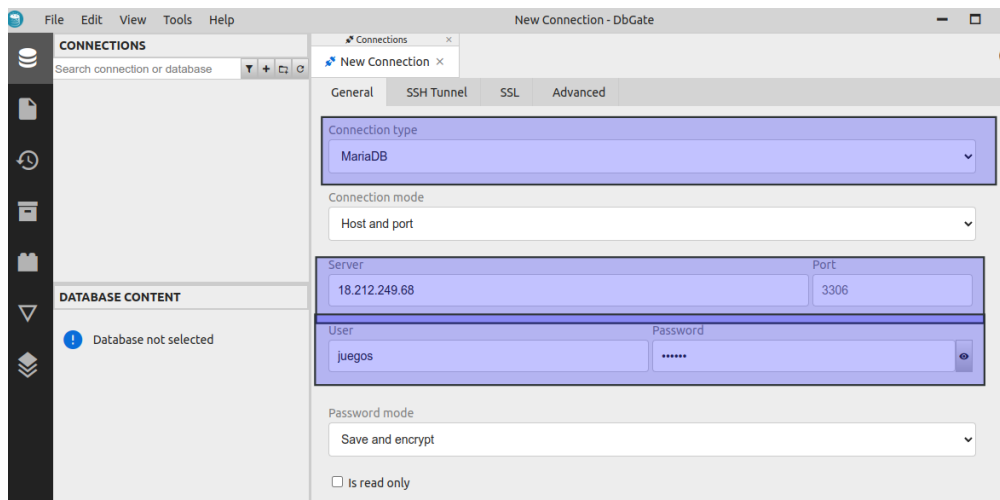 File Edit View Tools Help New Connection - DbGate
CONNECTIONS
Search connection or database
Connections ×
New Connection ×
General SSH Tunnel SSL Advanced
Connection type
MariaDB
Connection mode
Host and port
Server Port
18.212.249.68 3306
DATABASE CONTENT
Database not selected
User Password
juegos ••••••
Password mode
Save and encrypt
Is read only